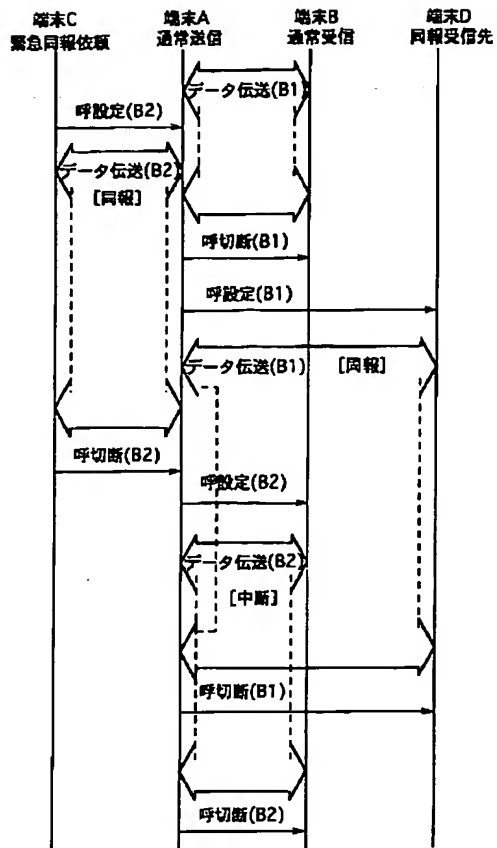 端末C
緊急同報依頼
端末A
通常送信
端末B
通常受信
端末D
同報受信先
データ伝送(B1)
呼設定(B2)
データ伝送(B2)
[同報]
呼切断(B1)
呼設定(B1)
データ伝送(B1) [同報]
呼切断(B2)
呼設定(B2)
データ伝送(B2)
[中断]
呼切断(B1)
呼切断(B2)